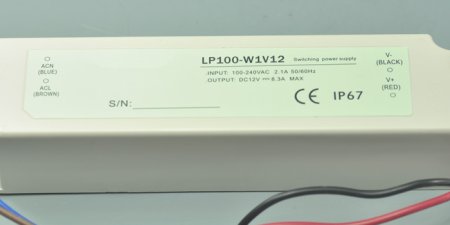 LP100-W1V12 Switching power supply
INPUT: 100-240VAC 2.1A 50/60Hz
OUTPUT: DC12V⎓8.3A MAX
ACN
(BLUE)
ACL
(BROWN)
S/N:
CE IP67
V-
(BLACK)
V+
(RED)